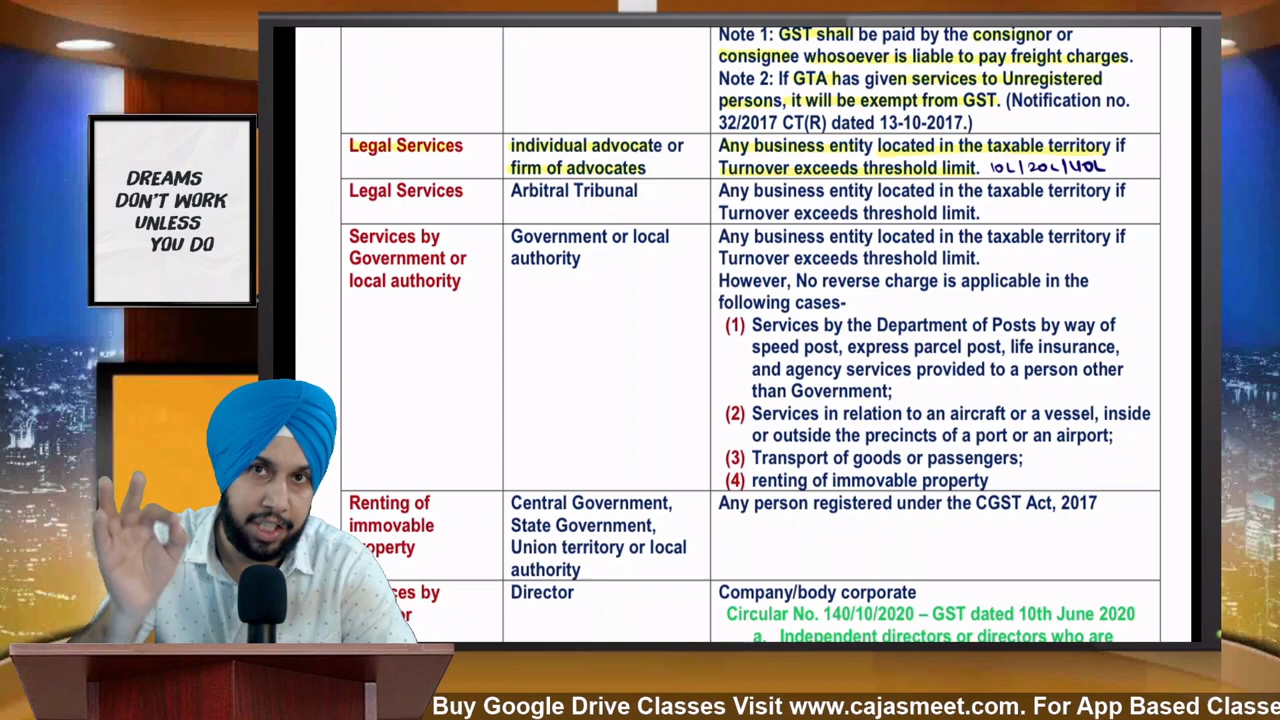 Note 1: GST shall be paid by the consignor or
consignee whosoever is liable to pay freight charges.
Note 2: If GTA has given services to Unregistered
persons, it will be exempt from GST. (Notification no.
32/2017 CT(R) dated 13-10-2017.)
Legal Services
individual advocate or
firm of advocates
Any business entity located in the taxable territory if
Turnover exceeds threshold limit. 10L/20L/40L
Legal Services
Arbitral Tribunal
Any business entity located in the taxable territory if
Turnover exceeds threshold limit.
Services by
Government or
local authority
Government or local
authority
Any business entity located in the taxable territory if
Turnover exceeds threshold limit.
However, No reverse charge is applicable in the
following cases-
(1) Services by the Department of Posts by way of
speed post, express parcel post, life insurance,
and agency services provided to a person other
than Government;
(2) Services in relation to an aircraft or a vessel, inside
or outside the precincts of a port or an airport;
(3) Transport of goods or passengers;
(4) renting of immovable property
Renting of
immovable
operty
Central Government,
State Government,
Union territory or local
authority
Any person registered under the CGST Act, 2017
ces by
or
Director
Company/body corporate
Circular No. 140/10/2020 – GST dated 10th June 2020
a. Independent directors or directors who are
DREAMS
DON'T WORK
UNLESS
YOU DO
Buy Google Drive Classes Visit www.cajasmeet.com. For App Based Classe